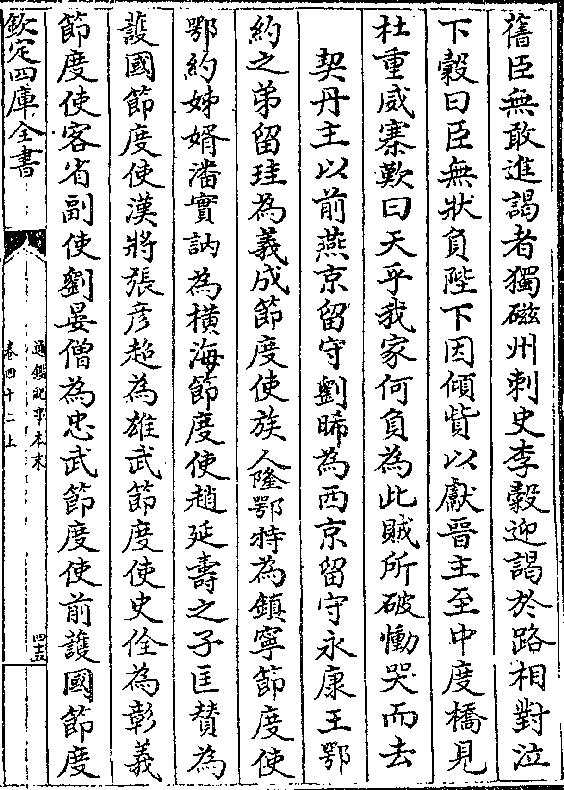 舊臣無敢進謁者獨磁州刺史李穀迎謁於路相對泣
下穀曰臣無狀負陛下因傾貲以獻晉主至中度橋見
杜重威寨歎曰天乎我家何負為此賊所破慟哭而去
契丹主以前燕京留守劉晞為西京留守永康王鄂
約之弟留珪為義成節度使族人隆鄂特為鎮寧節度使
鄂約姊婿潘實訥為橫海節度使趙延壽之子匡贊為
護國節度使漢將張彥超為雄武節度使史佺為彰義
節度使客省副使劉晏僧為忠武節度使前護國節度
欽定四庫全書
通鑑紀事本末
卷四十二上
四十五